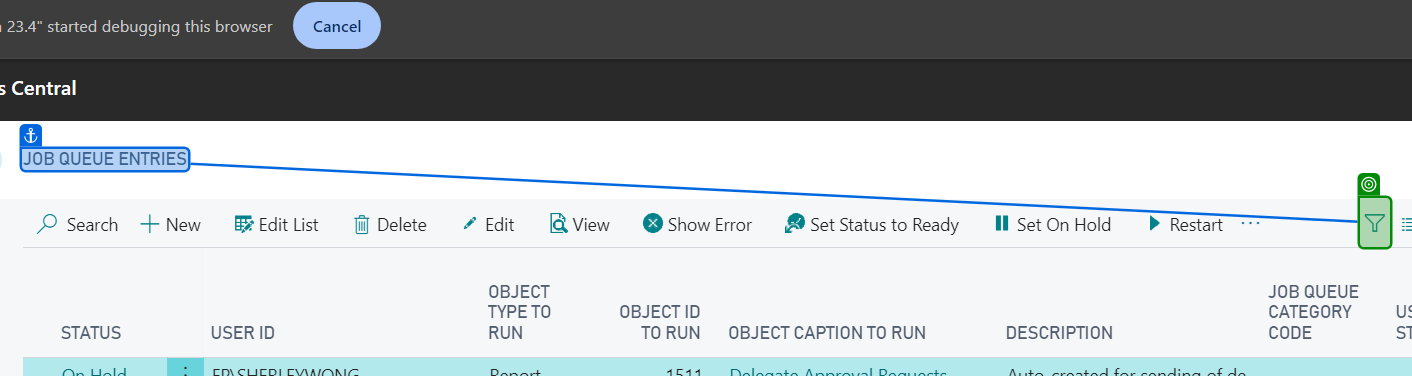 23.4" started debugging this browser Cancel
s Central
JOB QUEUE ENTRIES
Search New Edit List Delete Edit View Show Error Set Status to Ready Set On Hold Restart ...
STATUS USER ID OBJECT TYPE TO RUN OBJECT ID TO RUN OBJECT CAPTION TO RUN DESCRIPTION JOB QUEUE CATEGORY CODE US ST
On Hold EP\SHERLEYWONG Report 1511 Delegate Approval Requests Auto-created for sending of de